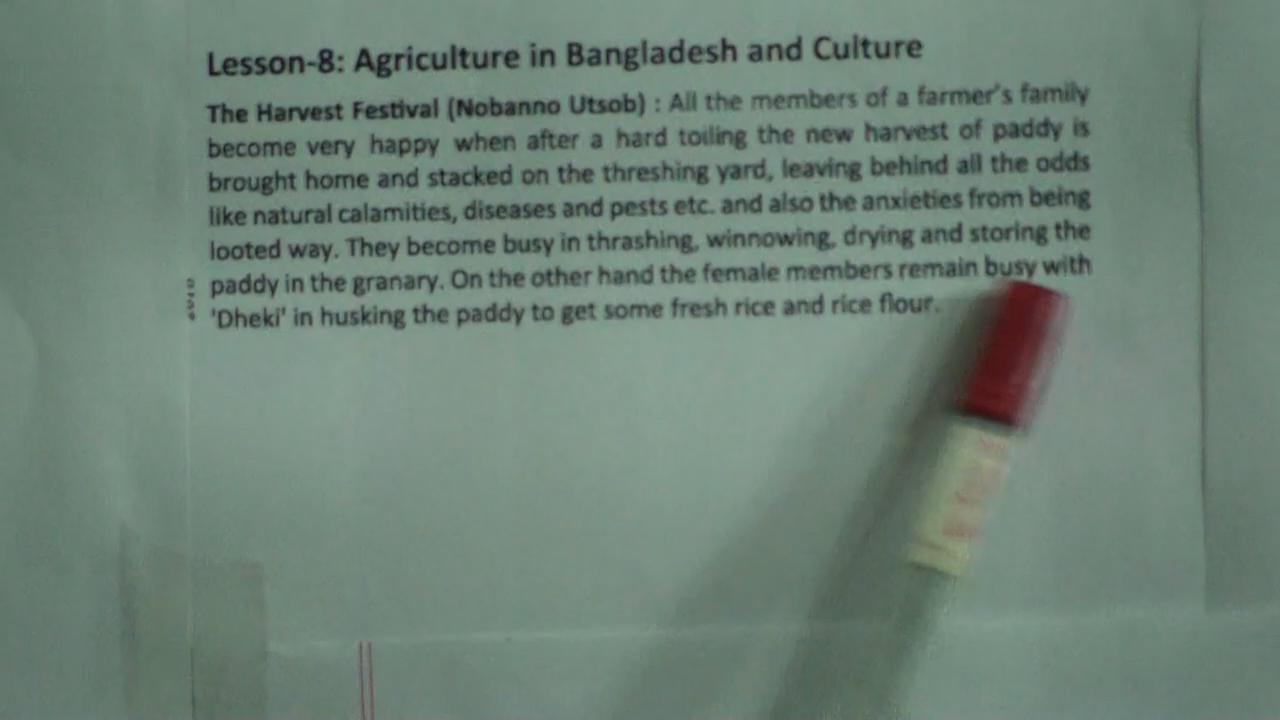 Lesson-8: Agriculture in Bangladesh and Culture
The Harvest Festival (Nobanno Utsob) : All the members of a farmer's family
become very happy when after a hard toiling the new harvest of paddy is
brought home and stacked on the threshing yard, leaving behind all the odds
like natural calamities, diseases and pests etc. and also the anxieties from being
looted way. They become busy in thrashing, winnowing, drying and storing the
paddy in the granary. On the other hand the female members remain busy with
'Dheki' in husking the paddy to get some fresh rice and rice flour.